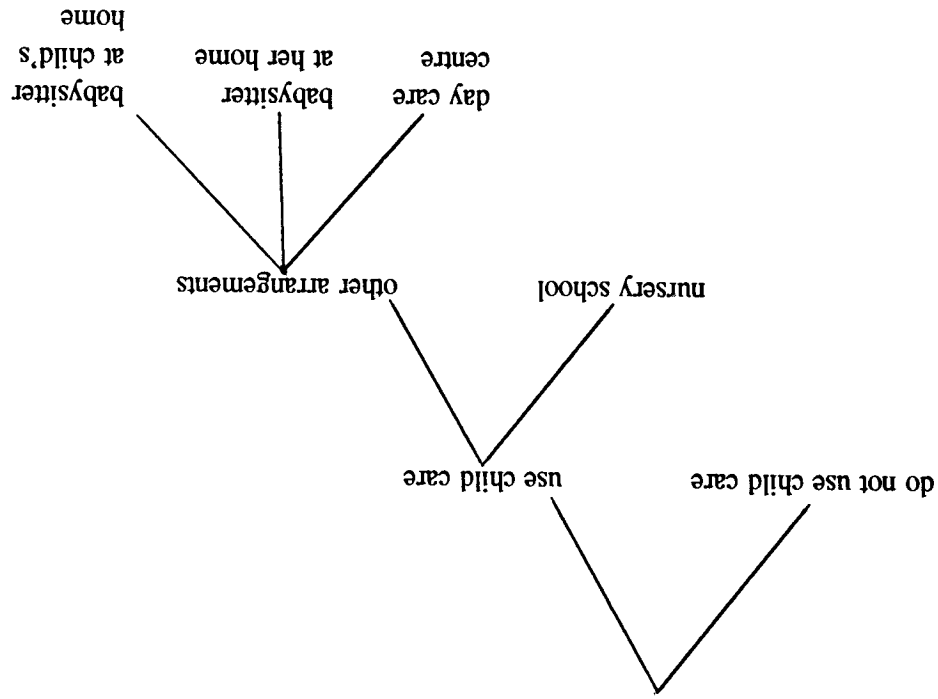 do not use child care
use child care
nursery school
other arrangements
day care
centre
babysitter
at her home
babysitter
at child's
home